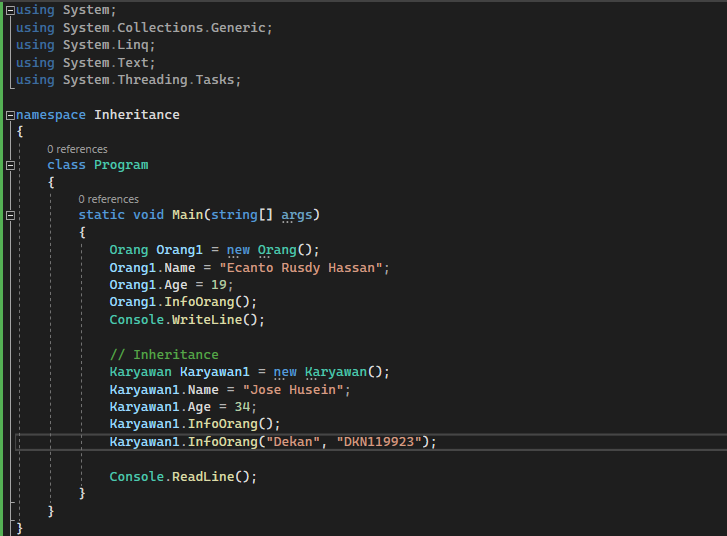 using System;
using System.Collections.Generic;
using System.Linq;
using System.Text;
using System.Threading.Tasks;
namespace Inheritance
{
0 references
class Program
{
0 references
static void Main(string[] args)
{
Orang Orang1 = new Orang();
Orang1.Name = "Ecanto Rusdy Hassan";
Orang1.Age = 19;
Orang1.InfoOrang();
Console.WriteLine();
// Inheritance
Karyawan Karyawan1 = new Karyawan();
Karyawan1.Name = "Jose Husein";
Karyawan1.Age = 34;
Karyawan1.InfoOrang();
Karyawan1.InfoOrang("Dekan", "DKN119923");
Console.ReadLine();
}
}
}